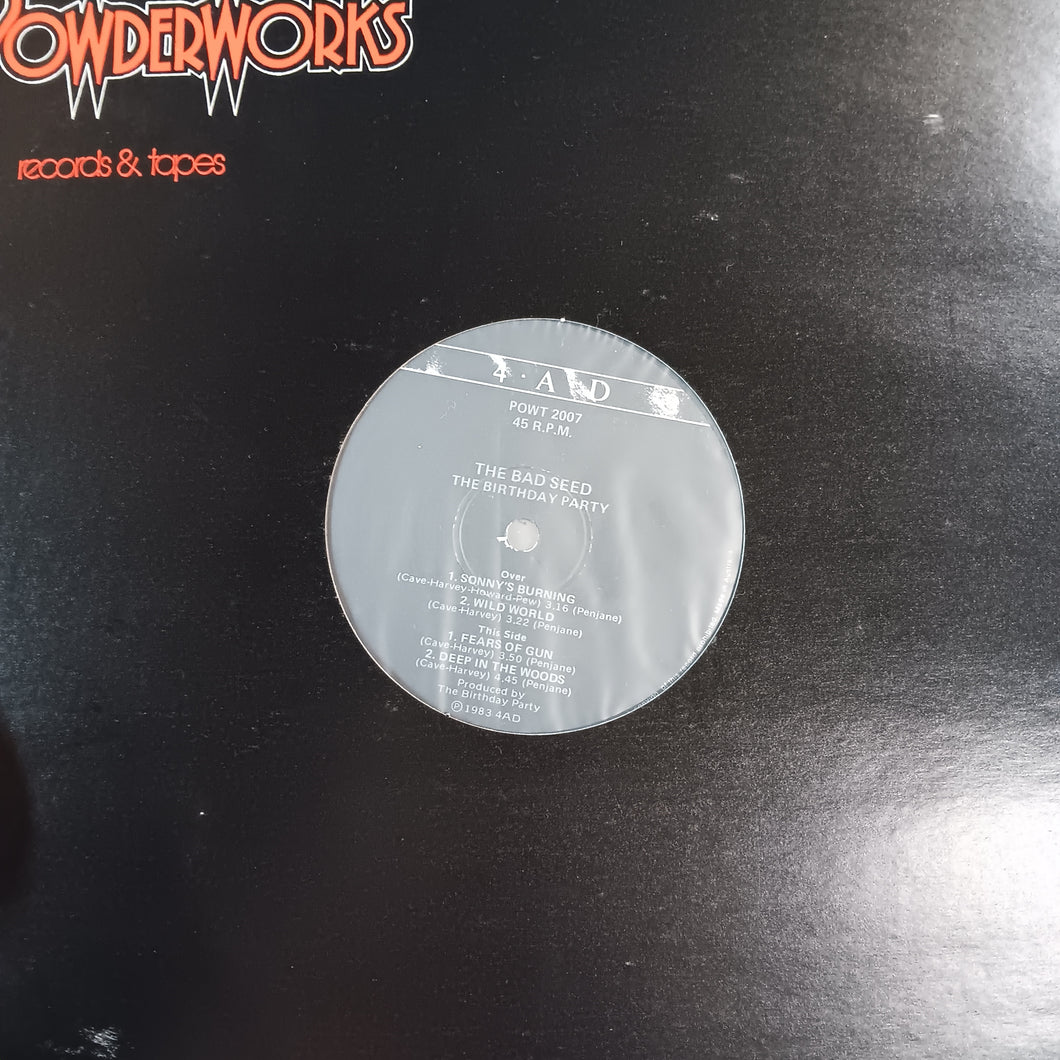 POWDERWORKS
records & tapes
4·A D
POWT 2007
45 R.P.M.
THE BAD SEED
THE BIRTHDAY PARTY
Over
1. SONNY'S BURNING
(Cave-Harvey-Howard-Pew) 3.16 (Penjane)
2. WILD WORLD
(Cave-Harvey) 3.22 (Penjane)
This Side
1. FEARS OF GUN
(Cave-Harvey) 3.50 (Penjane)
2. DEEP IN THE WOODS
(Cave-Harvey) 4.45 (Penjane)
Produced by
The Birthday Party
Ⓟ 1983 4AD